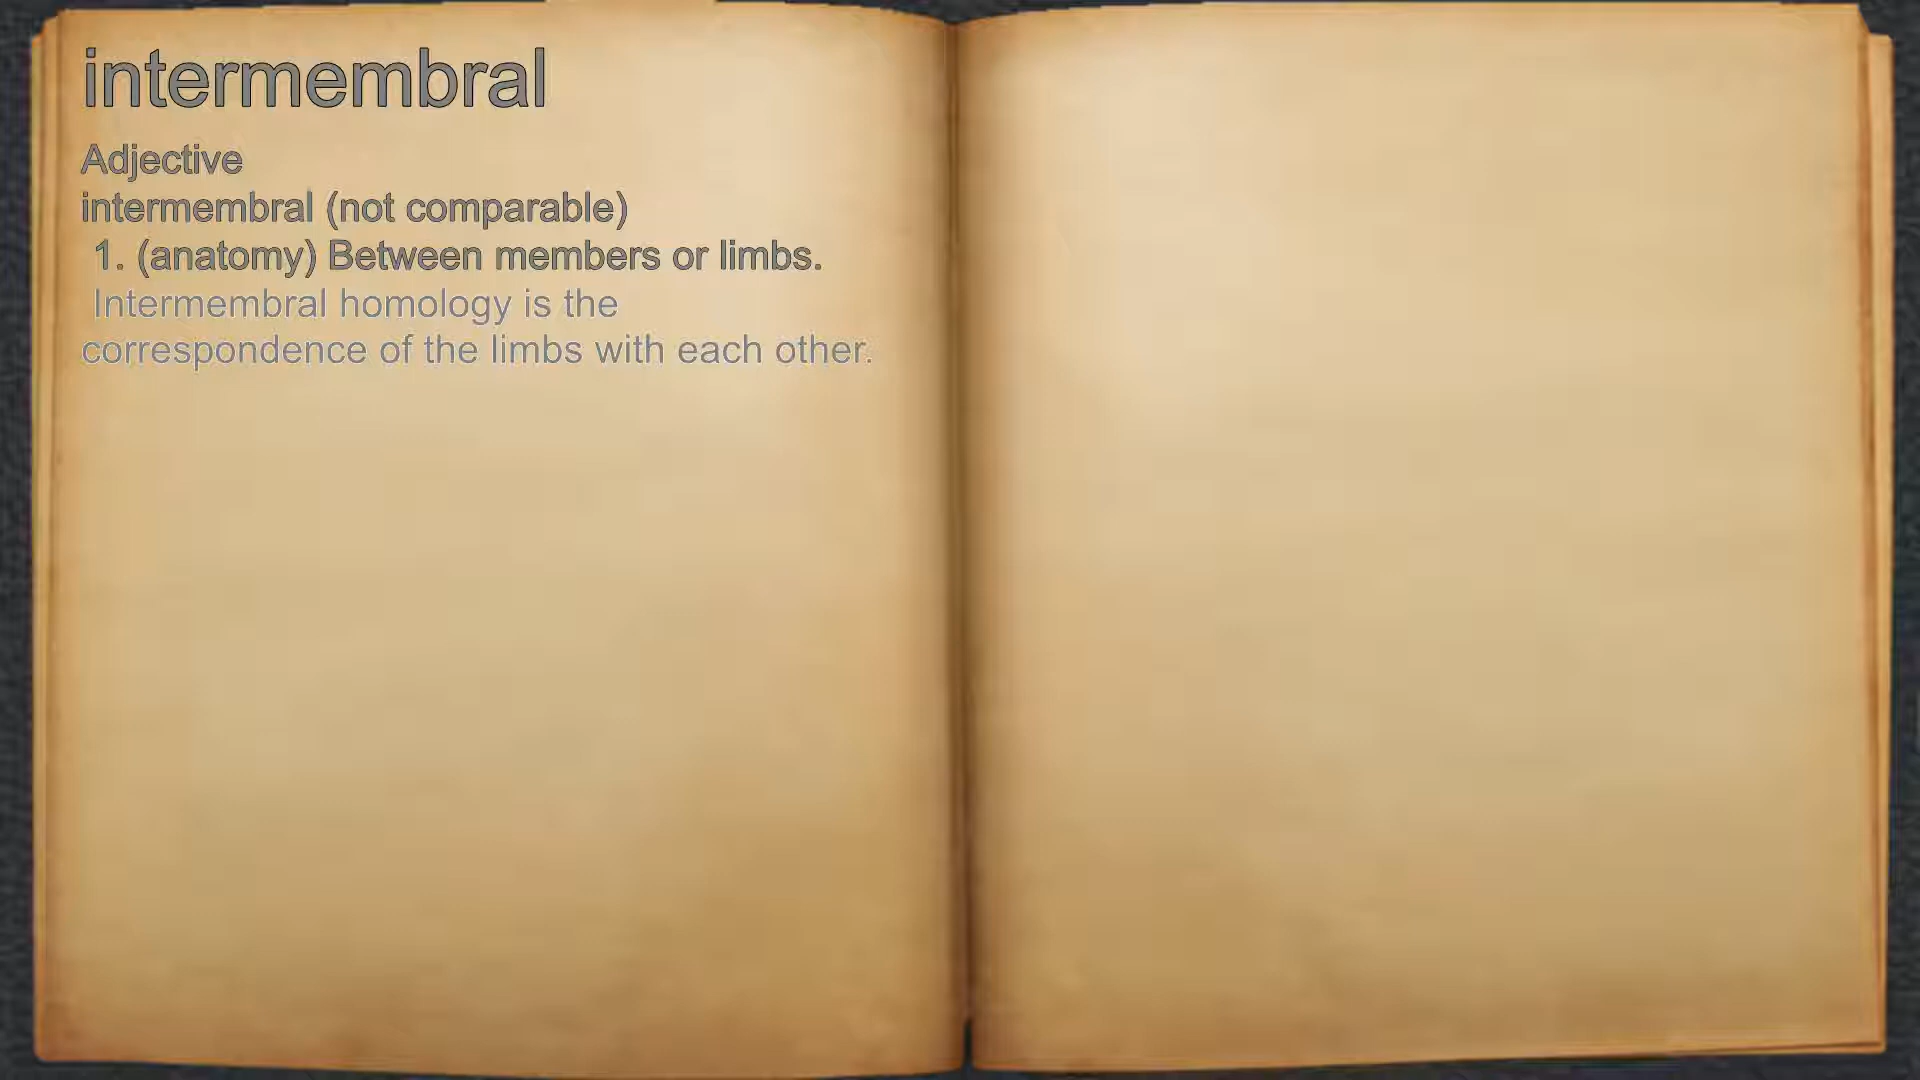 intermembral
Adjective
intermembral (not comparable)
1. (anatomy) Between members or limbs.
Intermembral homology is the
correspondence of the limbs with each other.